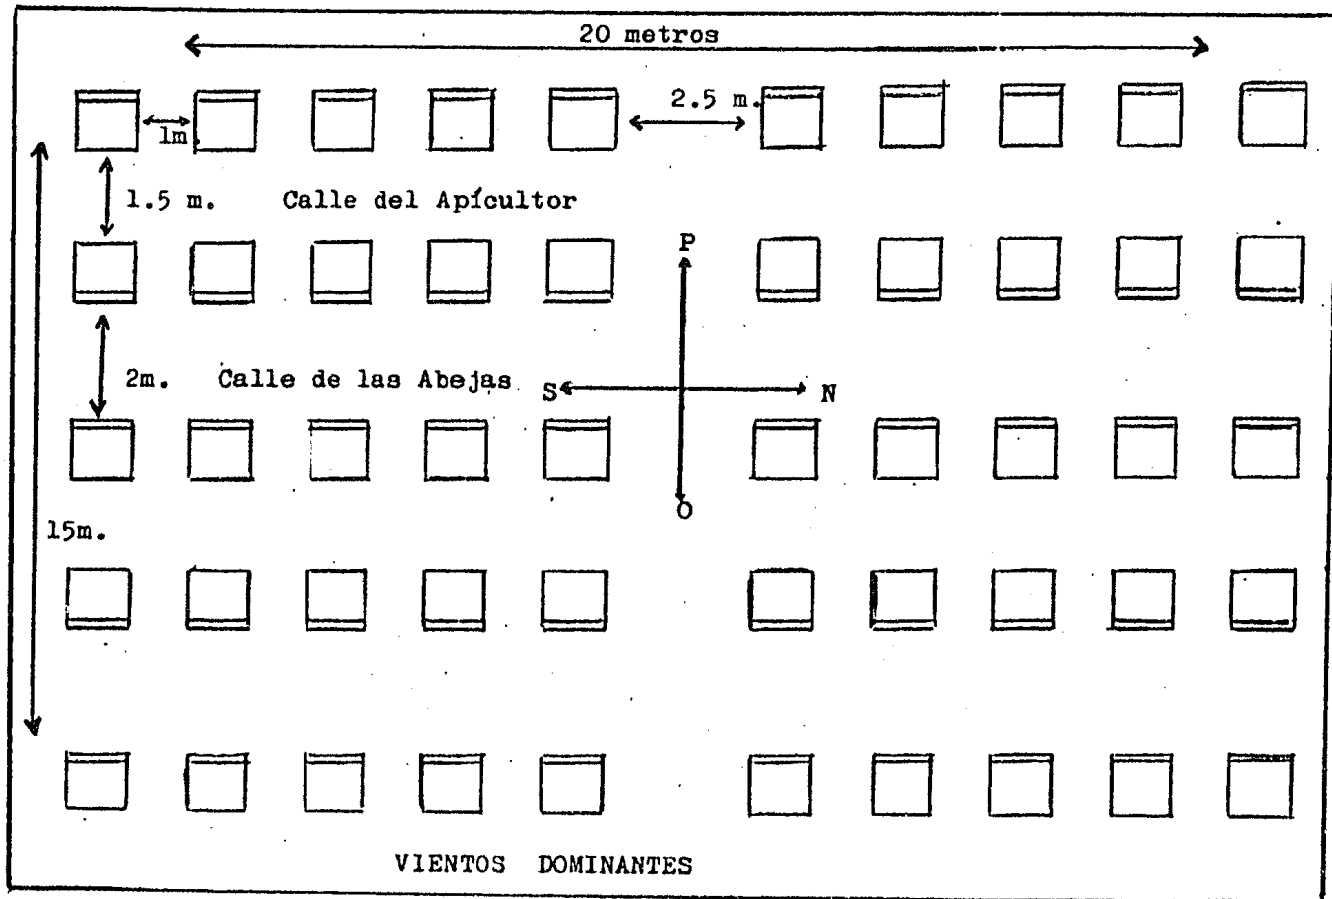 20 metros
2.5 m.
1m
1.5 m. Calle del Apícultor
P
2m. Calle de las Abejas
S N
O
15m.
VIENTOS DOMINANTES